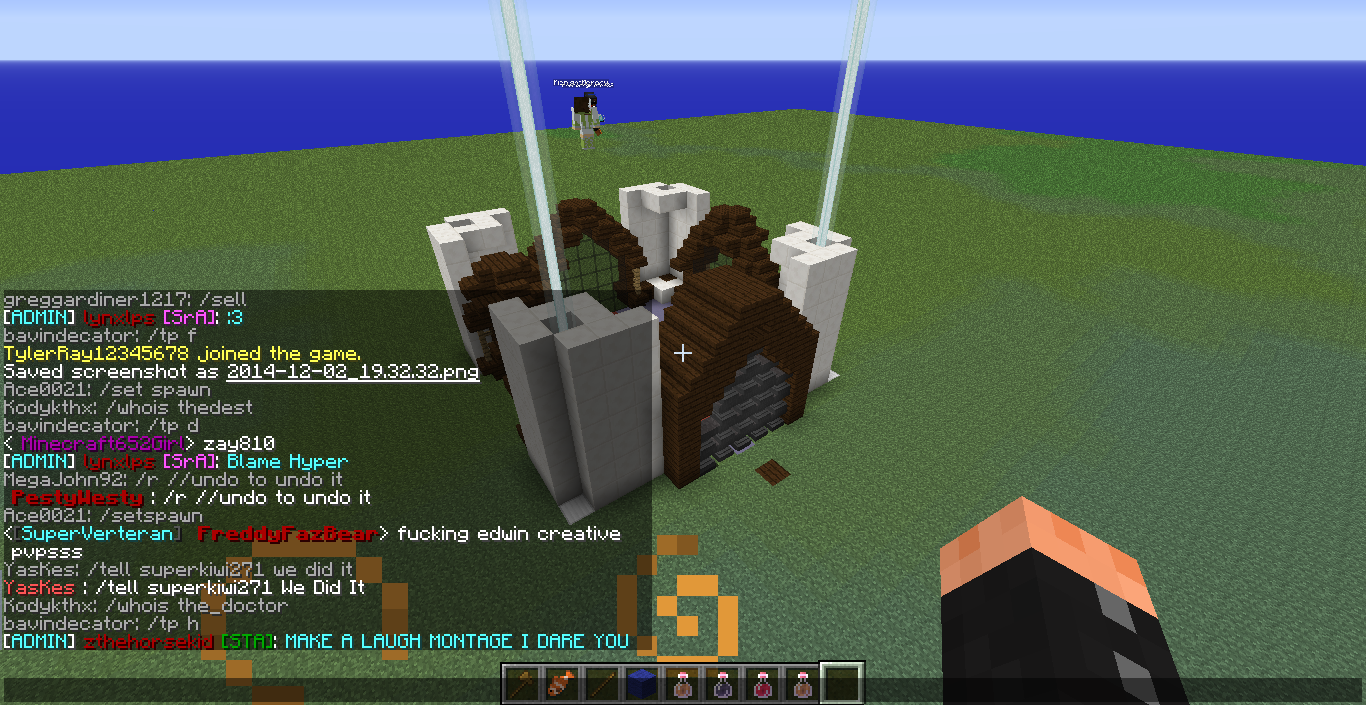 greggardiner1217: /sell
[ADMIN] lynxlps [SrA]: :3
bavindecator: /tp f
TylerRay12345678 joined the game.
Saved screenshot as 2014-12-02_19.32.32.png
Ace0021: /set spawn
Kodykthx: /whois thedest
bavindecator: /tp d
< Minecraft652Girl> zay810
[ADMIN] lynxlps [SrA]: Blame Hyper
MegaJohn92: /r //undo to undo it
PestyWesty : /r //undo to undo it
Ace0021: /setspawn
<[SuperVerteran] FreddyFazBear> fucking edwin creative
pvpsss
YasKes: /tell superkiwi271 we did it
YasKes : /tell superkiwi271 We Did It
Kodykthx: /whois the_doctor
bavindecator: /tp h
[ADMIN] zthehorsekid [STA]: MAKE A LAUGH MONTAGE I DARE YOU